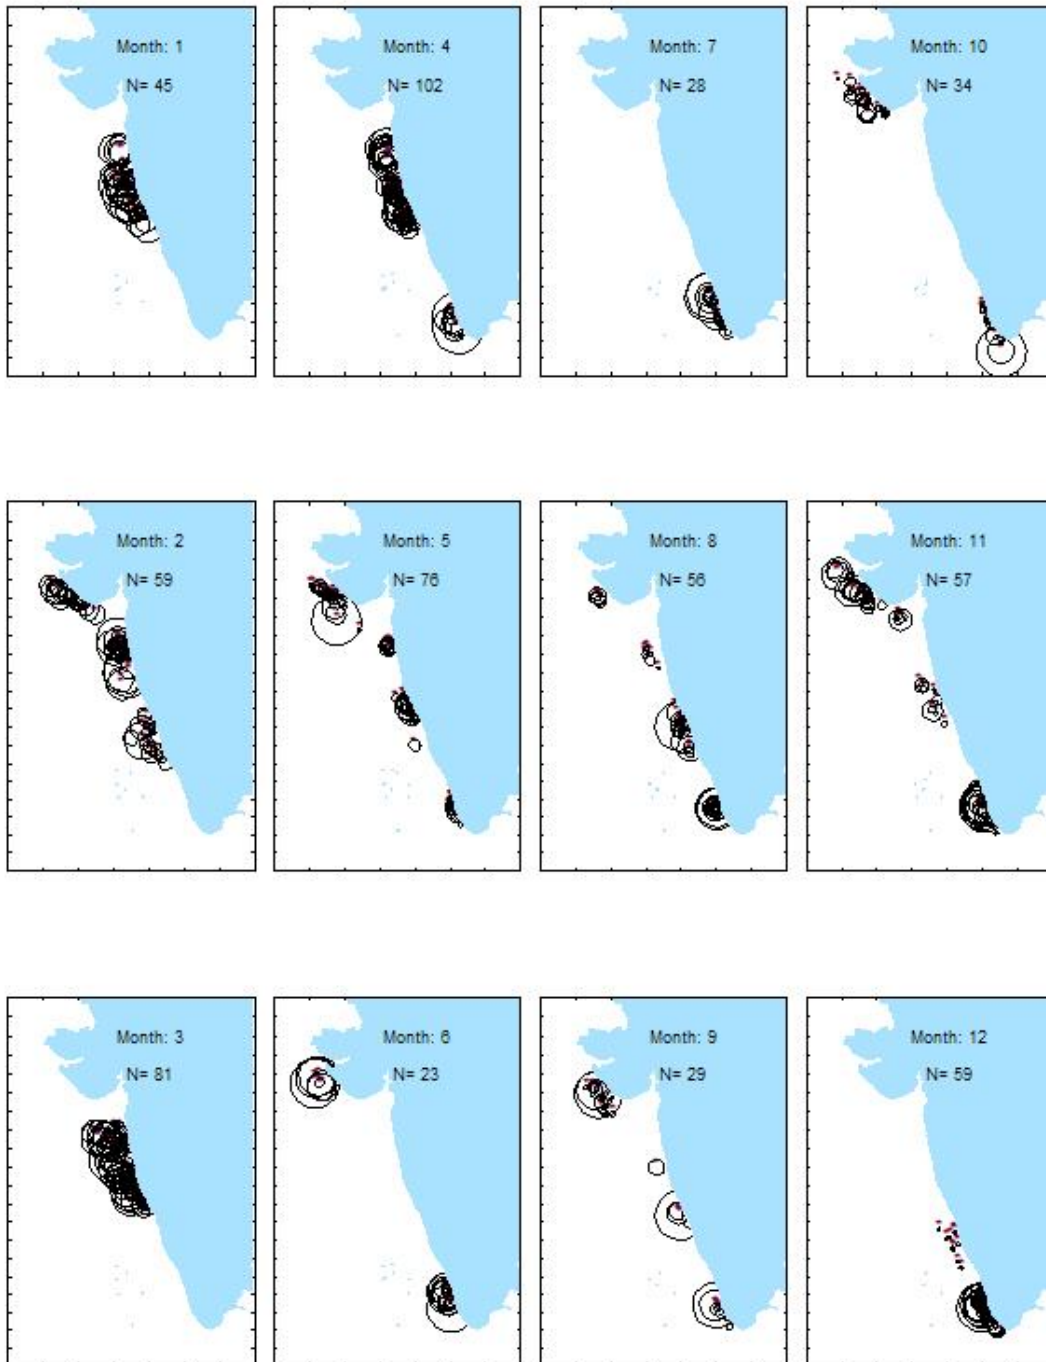 Month: 1
N= 45
Month: 4
N= 102
Month: 7
N= 28
Month: 10
N= 34
Month: 2
N= 59
Month: 5
N= 76
Month: 8
N= 56
Month: 11
N= 57
Month: 3
N= 81
Month: 6
N= 23
Month: 9
N= 29
Month: 12
N= 59